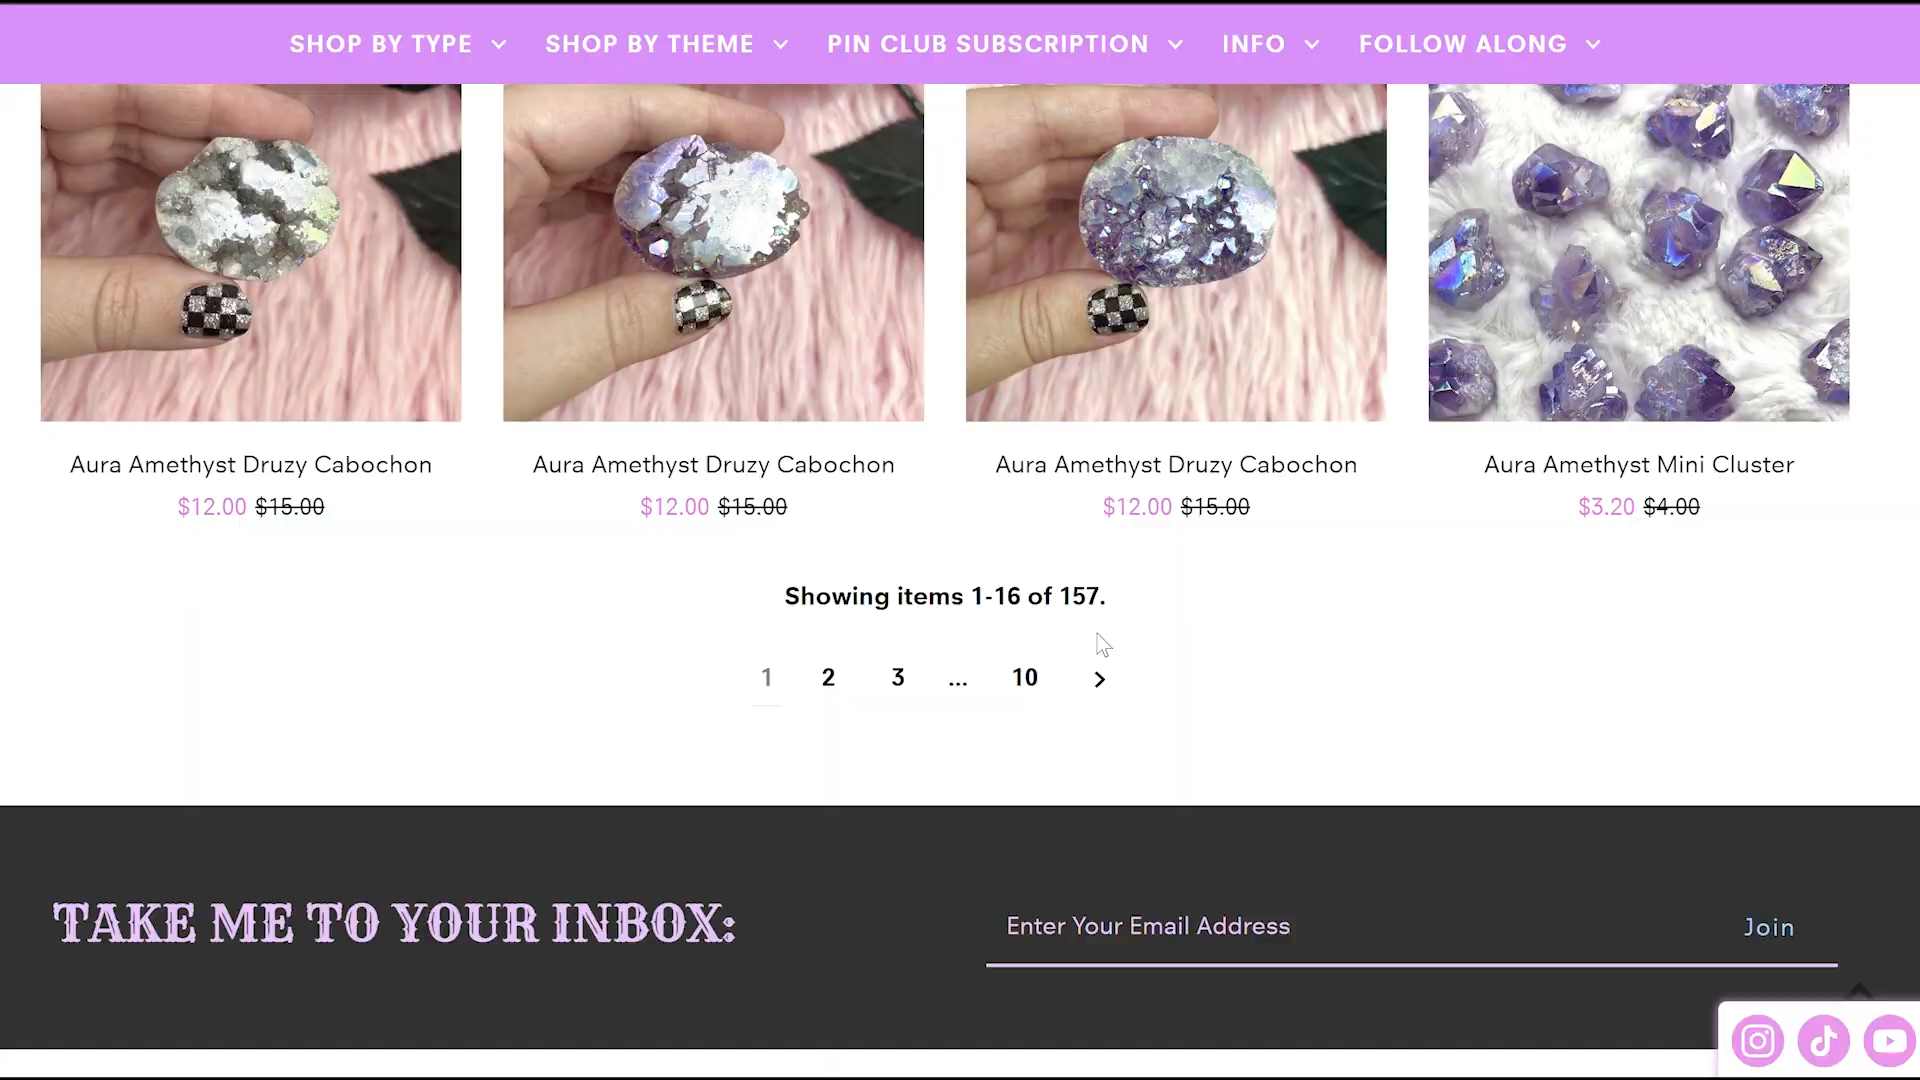 SHOP BY TYPE SHOP BY THEME PIN CLUB SUBSCRIPTION INFO FOLLOW ALONG
Aura Amethyst Druzy Cabochon
$12.00 $15.00
Aura Amethyst Druzy Cabochon
$12.00 $15.00
Aura Amethyst Druzy Cabochon
$12.00 $15.00
Aura Amethyst Mini Cluster
$3.20 $4.00
Showing items 1-16 of 157.
1 2 3 ... 10 >
TAKE ME TO YOUR INBOX:
Enter Your Email Address
Join